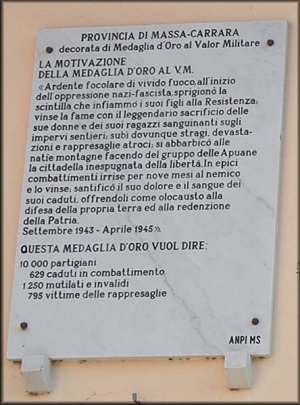 PROVINCIA DI MASSA-CARRARA
decorata di Medaglia d'Oro al Valor Militare
LA MOTIVAZIONE
DELLA MEDAGLIA D'ORO AL V.M.
«Ardente focolare di vivido fuoco, all'inizio
dell'oppressione nazi-fascista, sprigionò la
scintilla che infiammo i suoi figli alla Resistenza;
vinse la fame con il leggendario sacrificio delle
sue donne e dei suoi ragazzi sanguinanti sugli
impervi sentieri; subì dovunque stragi, devasta-
zioni e rappresaglie atroci; si abbarbicò alle
natie montagne facendo del gruppo delle Apuane
la cittadella inespugnata della libertà. In epici
combattimenti irrise per nove mesi al nemico
e lo vinse; santificò il suo dolore e il sangue dei
suoi caduti, offrendoli come olocausto alla
difesa della propria terra ed alla redenzione
della Patria.
Settembre 1943 - Aprile 1945».
QUESTA MEDAGLIA D'ORO VUOL DIRE:
10.000 partigiani
629 caduti in combattimento
1.250 mutilati e invalidi
795 vittime delle rappresaglie
ANPI MS